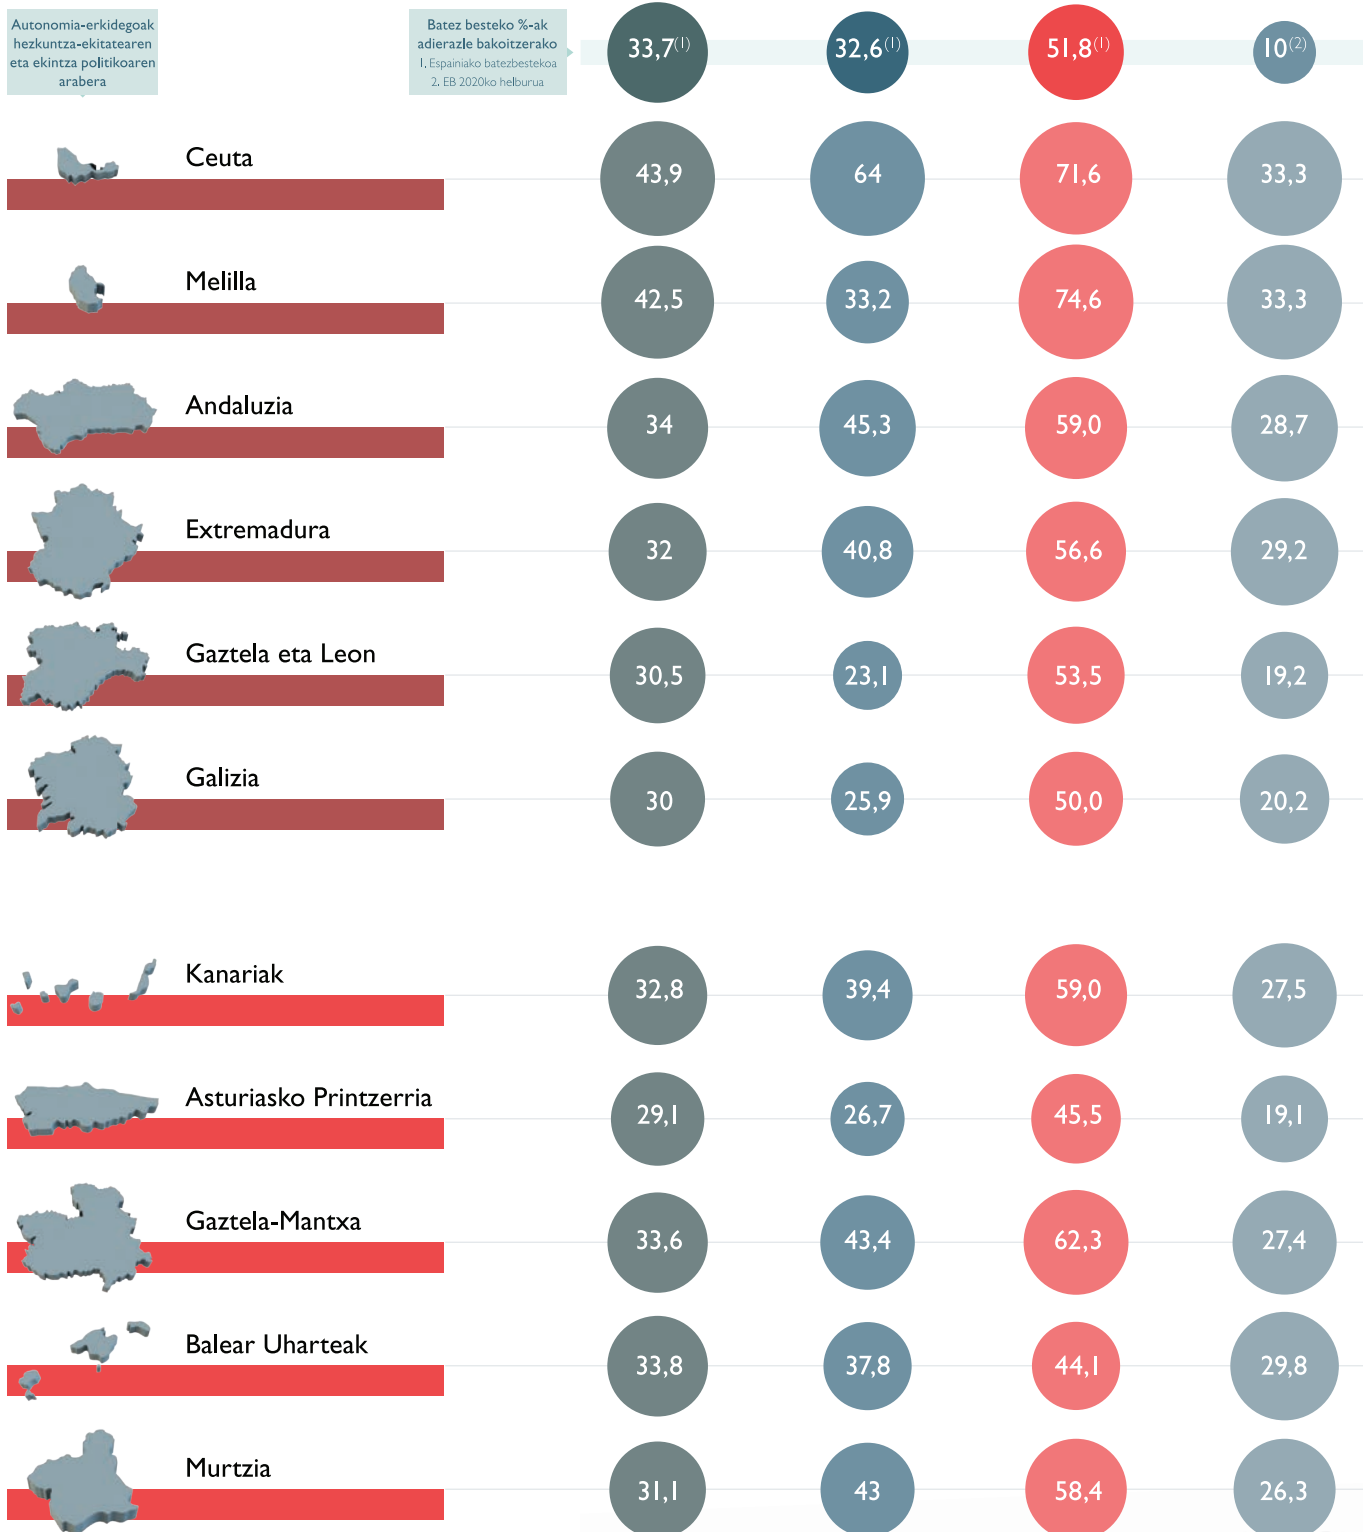 Autonomia-erkidegoak
hezkuntza-ekitatearen
eta ekintza politikoaren
arabera
Batez besteko %-ak
adierazle bakoitzerako
1. Espainiako batezbestekoa
2. EB 2020ko helburua
33,7(1) 32,6(1) 51,8(1) 10(2)
Ceuta 43,9 64 71,6 33,3
Melilla 42,5 33,2 74,6 33,3
Andaluzia 34 45,3 59,0 28,7
Extremadura 32 40,8 56,6 29,2
Gaztela eta Leon 30,5 23,1 53,5 19,2
Galizia 30 25,9 50,0 20,2
Kanariak 32,8 39,4 59,0 27,5
Asturiasko Printzerria 29,1 26,7 45,5 19,1
Gaztela-Mantxa 33,6 43,4 62,3 27,4
Balear Uharteak 33,8 37,8 44,1 29,8
Murtzia 31,1 43 58,4 26,3